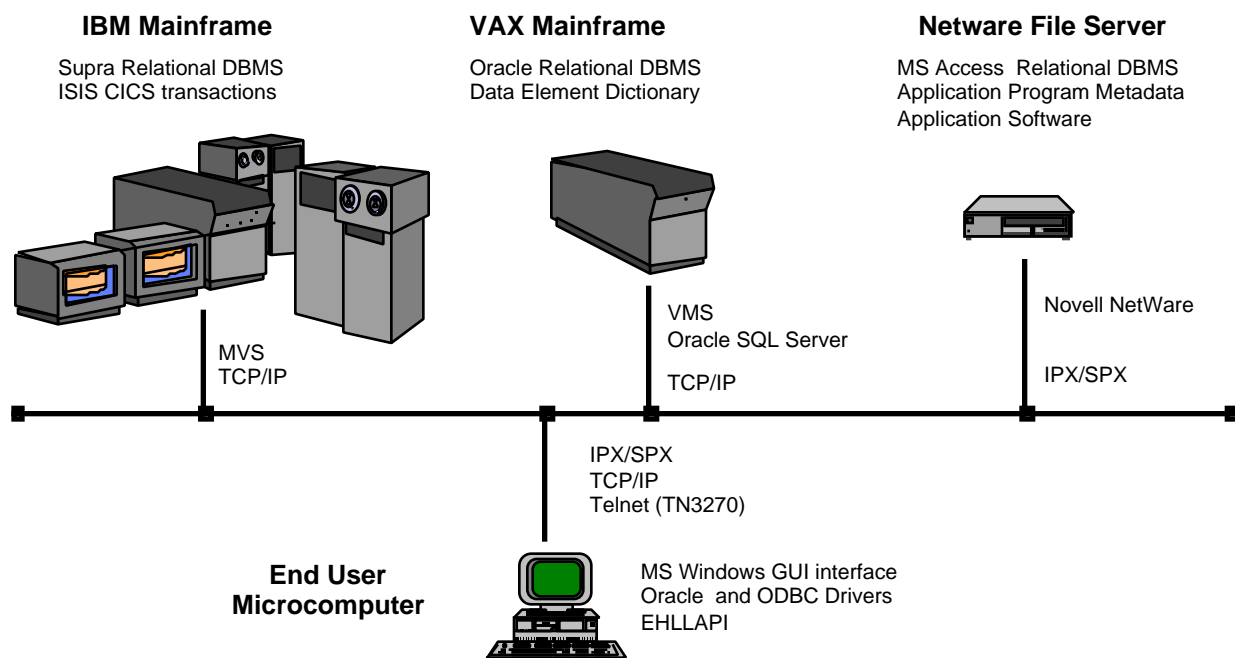 IBM Mainframe
Supra Relational DBMS
ISIS CICS transactions
VAX Mainframe
Oracle Relational DBMS
Data Element Dictionary
Netware File Server
MS Access  Relational DBMS
Application Program Metadata
Application Software
MVS
TCP/IP
VMS
Oracle SQL Server
TCP/IP
Novell NetWare
IPX/SPX
IPX/SPX
TCP/IP
Telnet (TN3270)
End User
Microcomputer
MS Windows GUI interface
Oracle  and ODBC Drivers
EHLLAPI